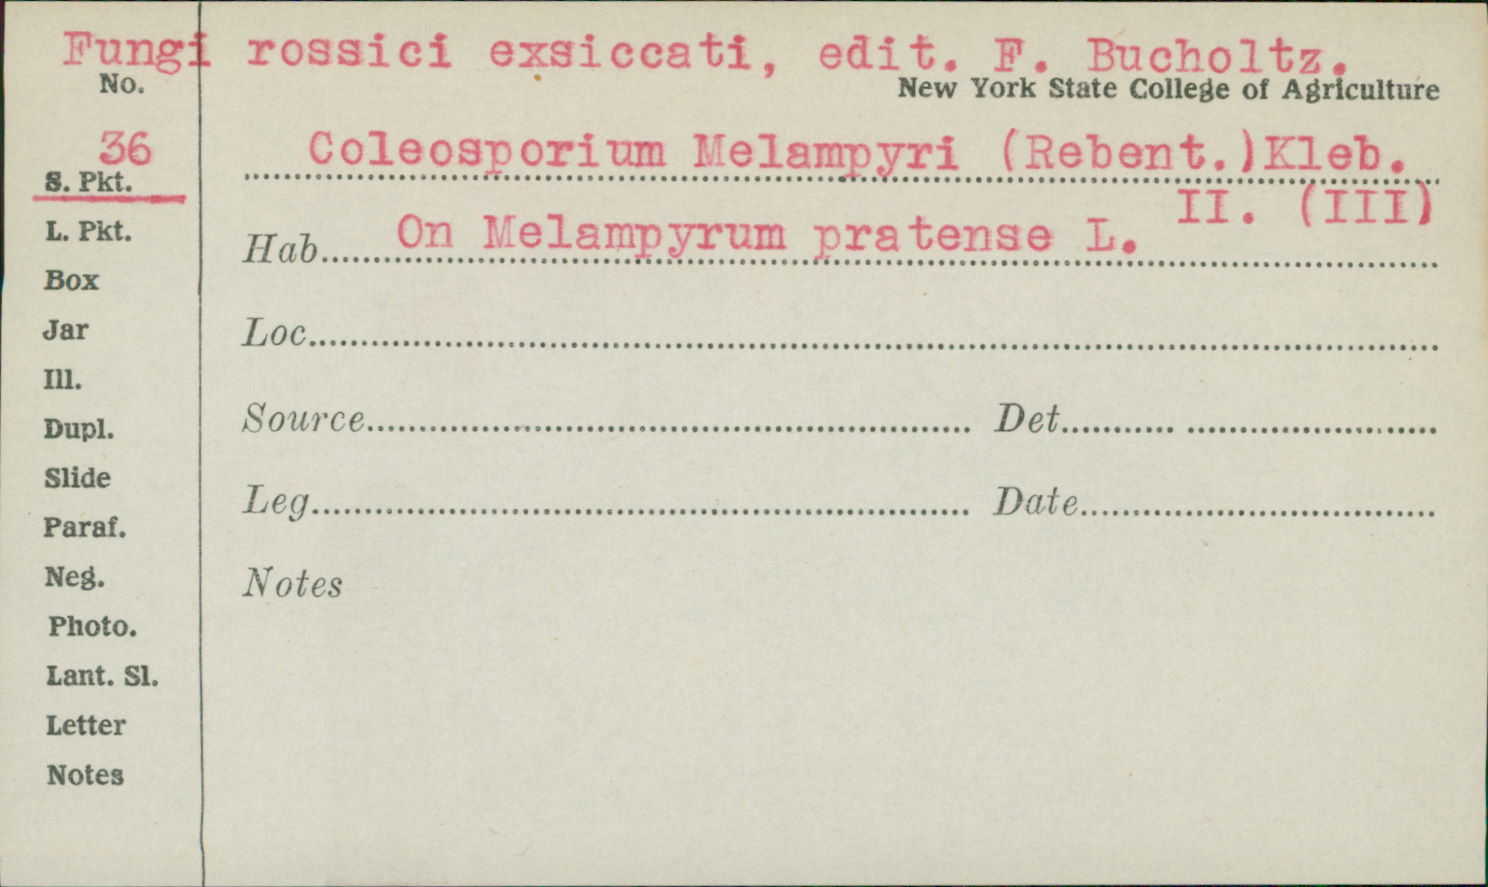 Fungi rossici exsiccati, edit. F. Bucholtz.
No.
New York State College of Agriculture
36
Coleosporium Melampyri (Rebent.)Kleb.
S. Pkt.
II. (III)
L. Pkt.
Hab. On Melampyrum pratense L.
Box
Jar
Loc.
Ill.
Dupl.
Source
Det.
Slide
Leg.
Date
Paraf.
Neg.
Notes
Photo.
Lant. Sl.
Letter
Notes